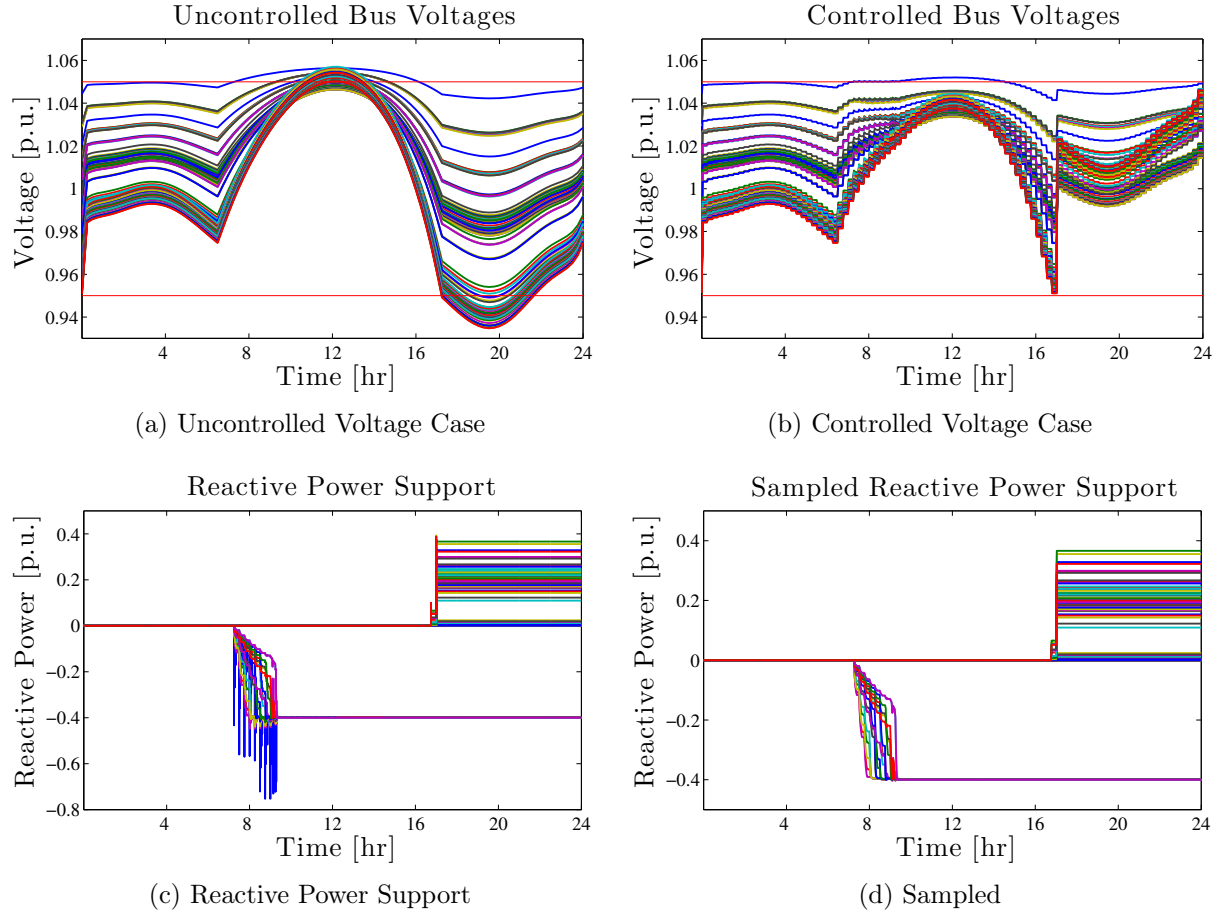 Uncontrolled Bus Voltages
1.06
1.04
1.02
1
0.98
0.96
0.94
Voltage [p.u.]
4 8 12 16 20 24
Time [hr]
(a) Uncontrolled Voltage Case
Controlled Bus Voltages
1.06
1.04
1.02
1
0.98
0.96
0.94
Voltage [p.u.]
4 8 12 16 20 24
Time [hr]
(b) Controlled Voltage Case
Reactive Power Support
0.4
0.2
0
−0.2
−0.4
−0.6
−0.8
Reactive Power [p.u.]
4 8 12 16 20 24
Time [hr]
(c) Reactive Power Support
Sampled Reactive Power Support
0.4
0.2
0
−0.2
−0.4
Reactive Power [p.u.]
4 8 12 16 20 24
Time [hr]
(d) Sampled